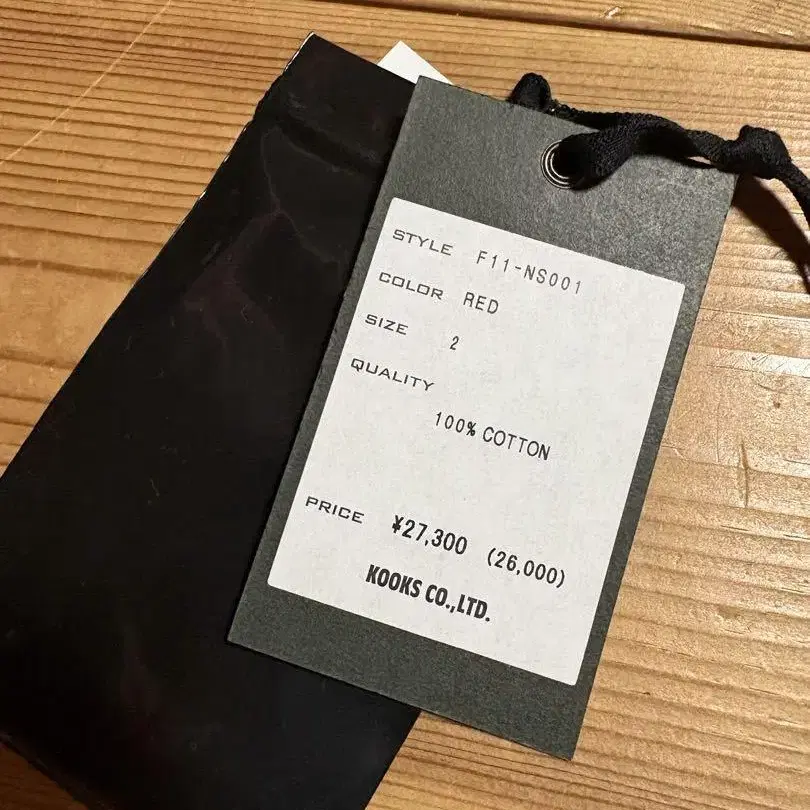 STYLE F11-NS001
COLOR RED
SIZE 2
QUALITY
100% COTTON
PRICE ¥27,300 (26,000)
KOOKS CO.,LTD.